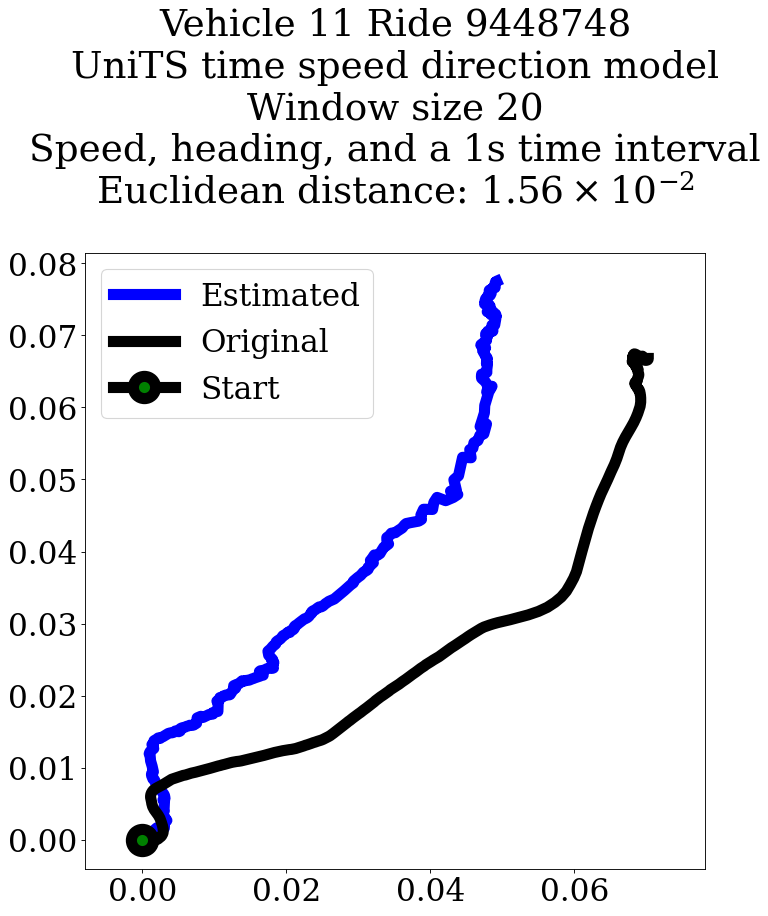 Vehicle 11 Ride 9448748
UniTS time speed direction model
Window size 20
Speed, heading, and a 1s time interval
Euclidean distance: 1.56 × 10⁻²
0.08
0.07
0.06
0.05
0.04
0.03
0.02
0.01
0.00
Estimated
Original
Start
0.00 0.02 0.04 0.06